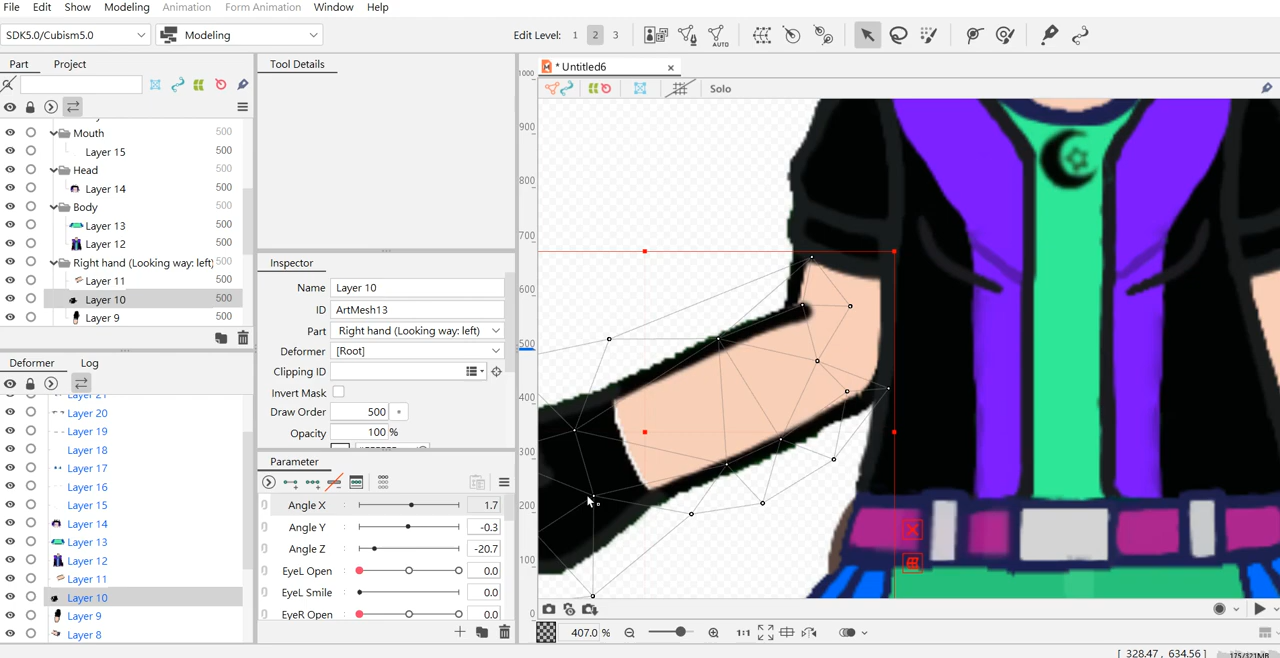 File Edit Show Modeling Animation Form Animation Window Help
SDK5.0/Cubism5.0 Modeling Edit Level: 1 2 3 AUTO
Part Project
Tool Details
* Untitled6
Solo
Mouth 500
Layer 15 500
Head 500
Layer 14 500
Body 500
Layer 13 500
Layer 12 500
Right hand (Looking way: left) 500
Layer 11 500
Layer 10 500
Layer 9 500
Inspector
Name Layer 10
ID ArtMesh13
Part Right hand (Looking way: left)
Deformer [Root]
Clipping ID
Invert Mask
Draw Order 500
Opacity 100 %
Deformer Log
Layer 20
Layer 19
Layer 18
Layer 17
Layer 16
Layer 15
Layer 14
Layer 13
Layer 12
Layer 11
Layer 10
Layer 9
Layer 8
Parameter
Angle X 1.7
Angle Y -0.3
Angle Z -20.7
EyeL Open 0.0
EyeL Smile 0.0
EyeR Open 0.0
1000
900
800
700
600
500
400
300
200
100
0
407.0 % 1:1
[ 328.47, 634.56 ] 175/321MB